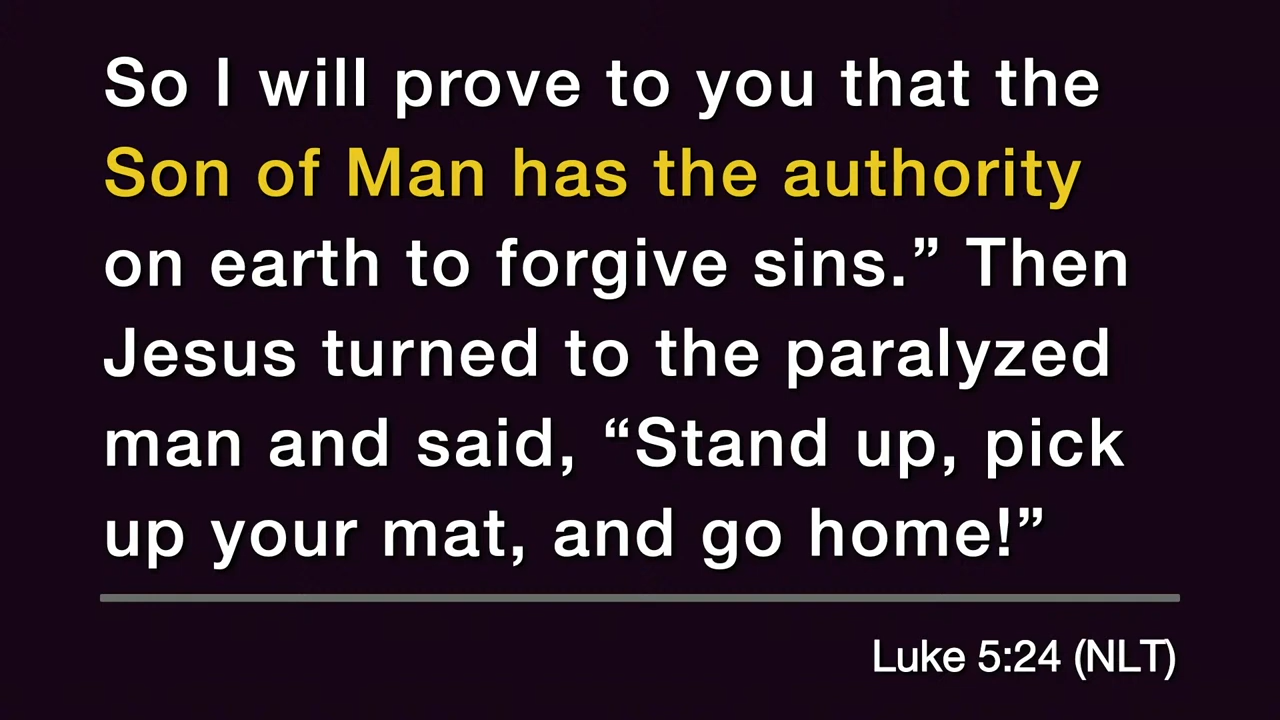 So I will prove to you that the
Son of Man has the authority
on earth to forgive sins.” Then
Jesus turned to the paralyzed
man and said, “Stand up, pick
up your mat, and go home!”
Luke 5:24 (NLT)